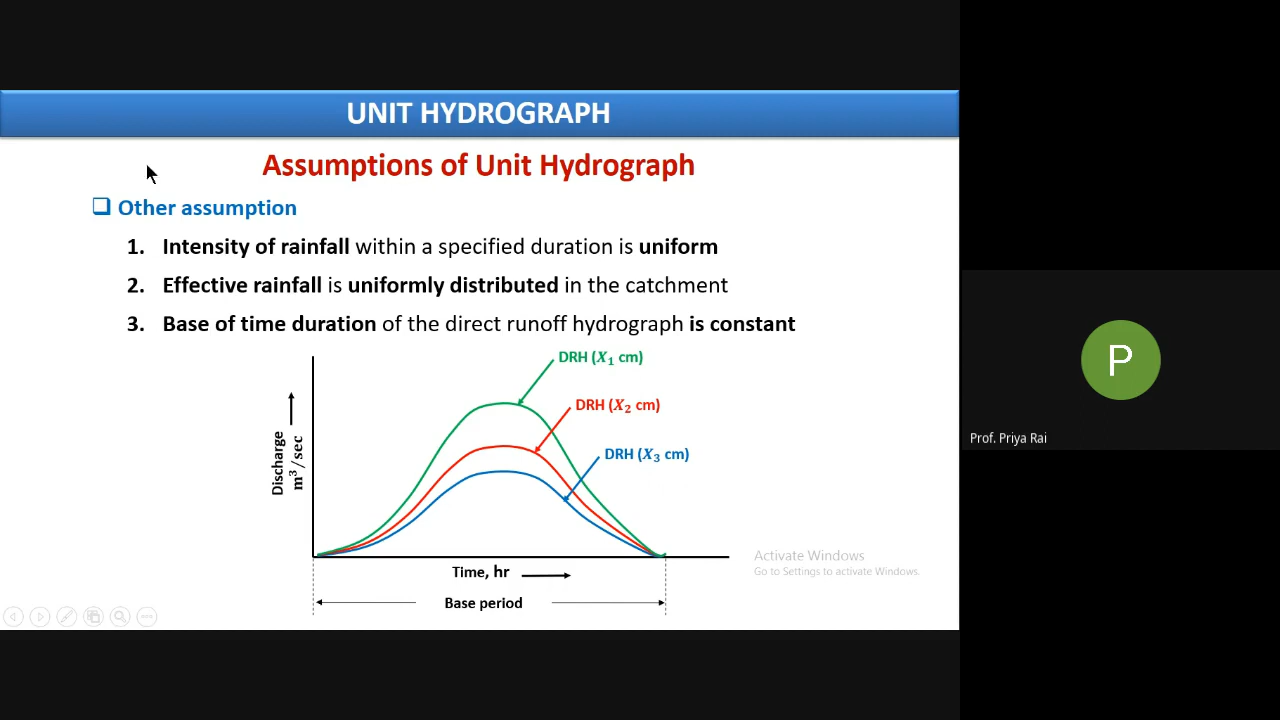 UNIT HYDROGRAPH
Assumptions of Unit Hydrograph
❑ Other assumption
1. Intensity of rainfall within a specified duration is uniform
2. Effective rainfall is uniformly distributed in the catchment
3. Base of time duration of the direct runoff hydrograph is constant
DRH (X₁ cm)
DRH (X₂ cm)
DRH (X₃ cm)
Discharge
m³/sec
Time, hr
Base period
Activate Windows
Go to Settings to activate Windows.
P
Prof. Priya Rai